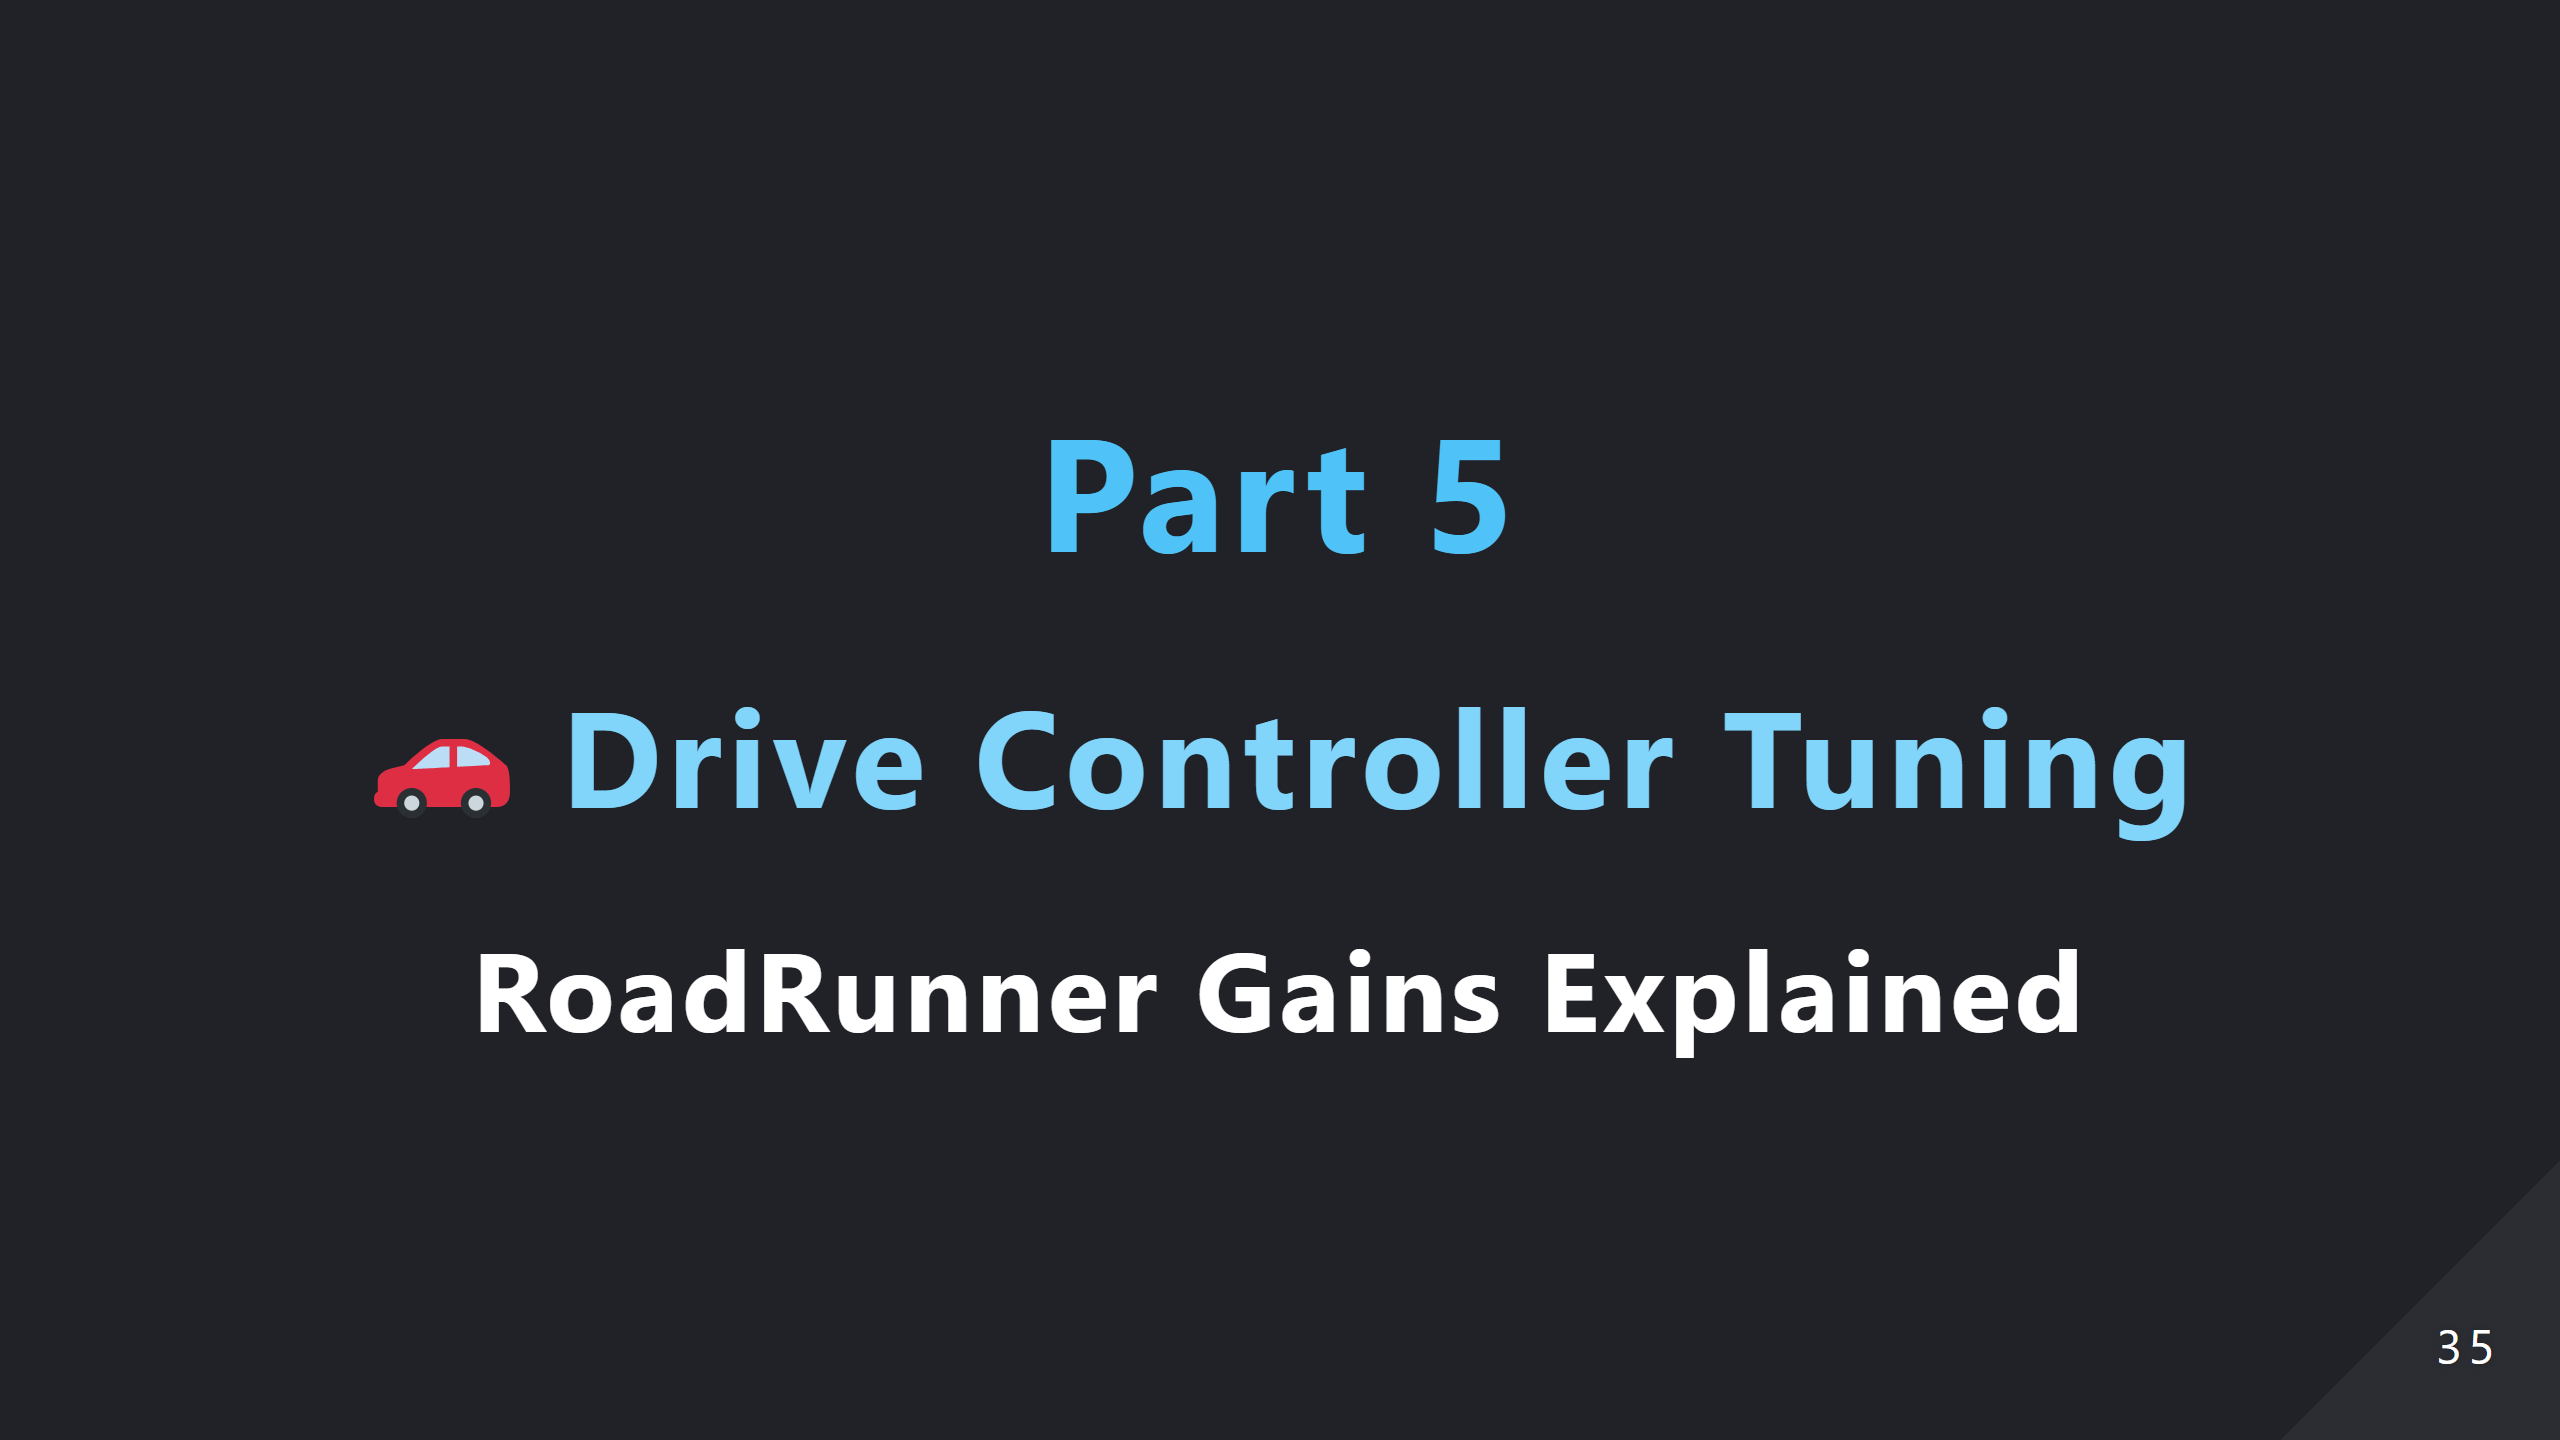 Part 5
🚗 Drive Controller Tuning
RoadRunner Gains Explained
35